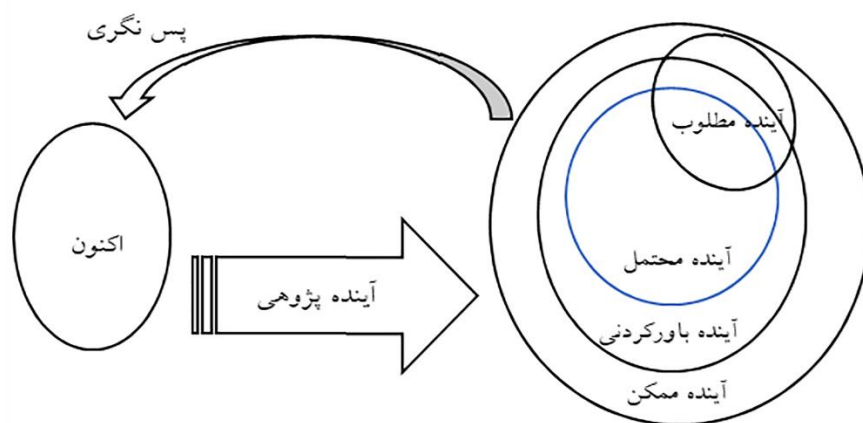 پس نگری
آینده مطلوب
اکنون
آینده محتمل
آینده پژوهی
آینده باورکردنی
آینده ممکن